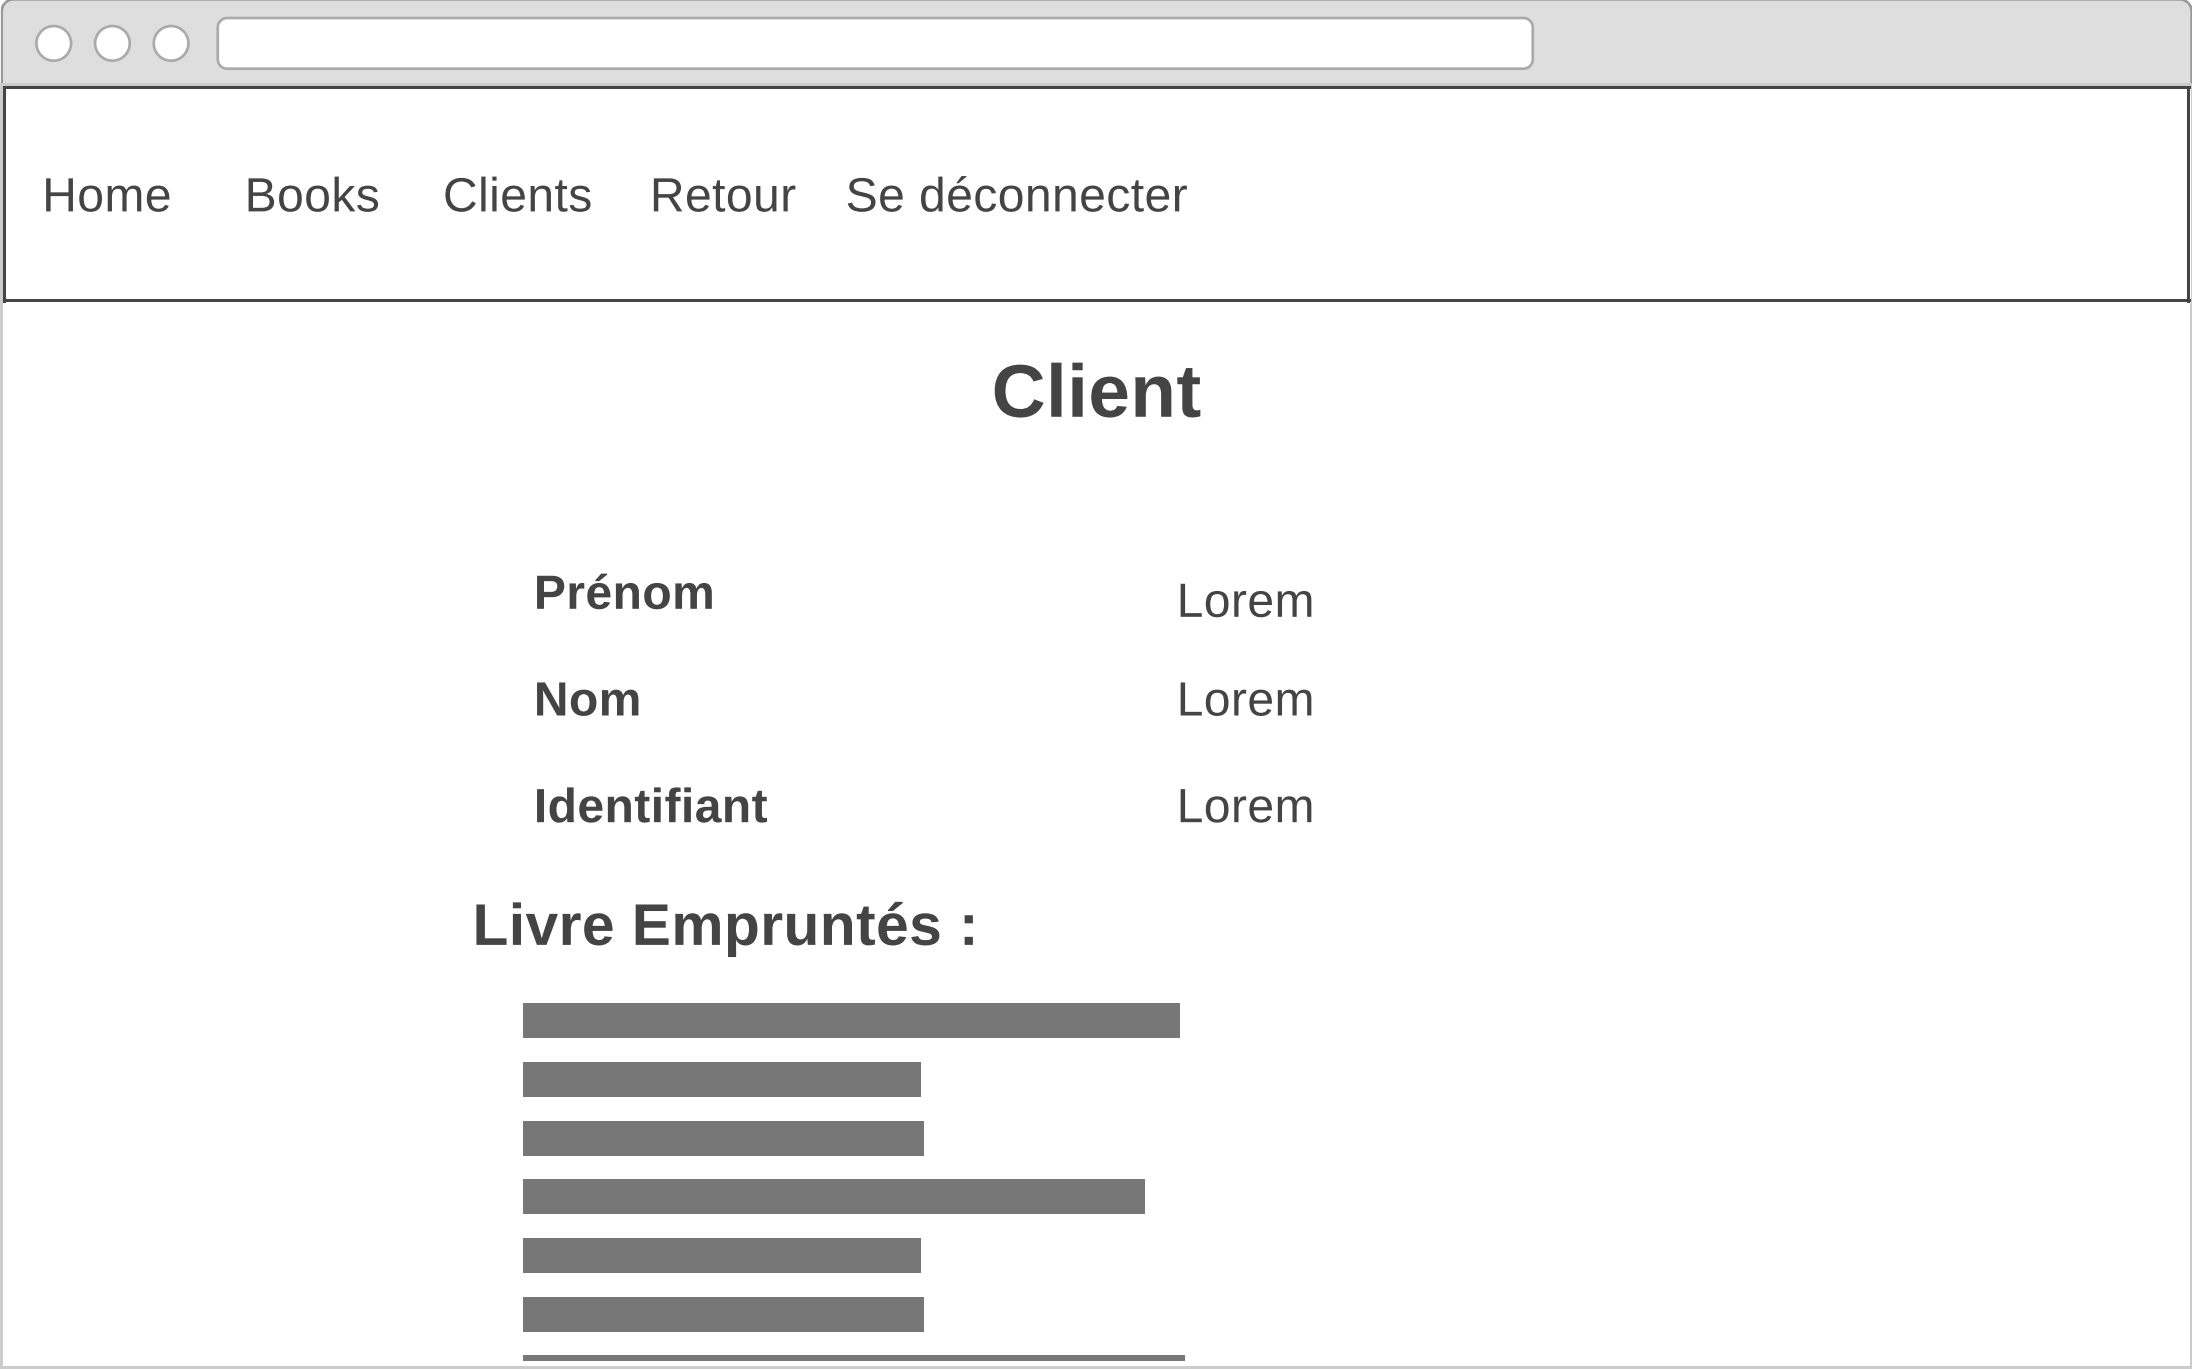 Home Books Clients Retour Se déconnecter
Client
Prénom Lorem
Nom Lorem
Identifiant Lorem
Livre Empruntés :